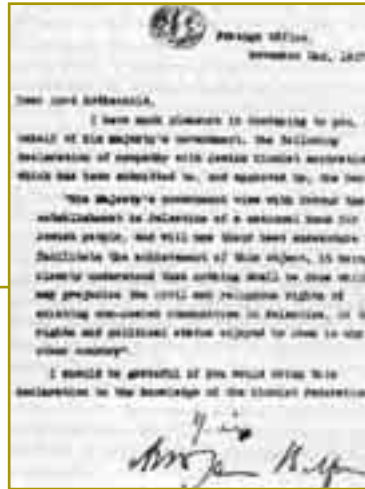 Foreign Office,
November 2nd, 1917
Dear Lord Rothschild,
I have much pleasure in conveying to you,
behalf of His Majesty's Government, the following
declaration of sympathy with Jewish Zionist aspirations
which has been submitted to, and approved by, the
"His Majesty's Government view with favour the
establishment in Palestine of a national home for
Jewish people, and will use their best endeavours
facilitate the achievement of this object, it being
clearly understood that nothing shall be done which
may prejudice the civil and religious rights of
existing non-Jewish communities in Palestine, or
rights and political status enjoyed by Jews in any
other country".
I should be grateful if you would bring this
declaration to the knowledge of the Zionist Federation